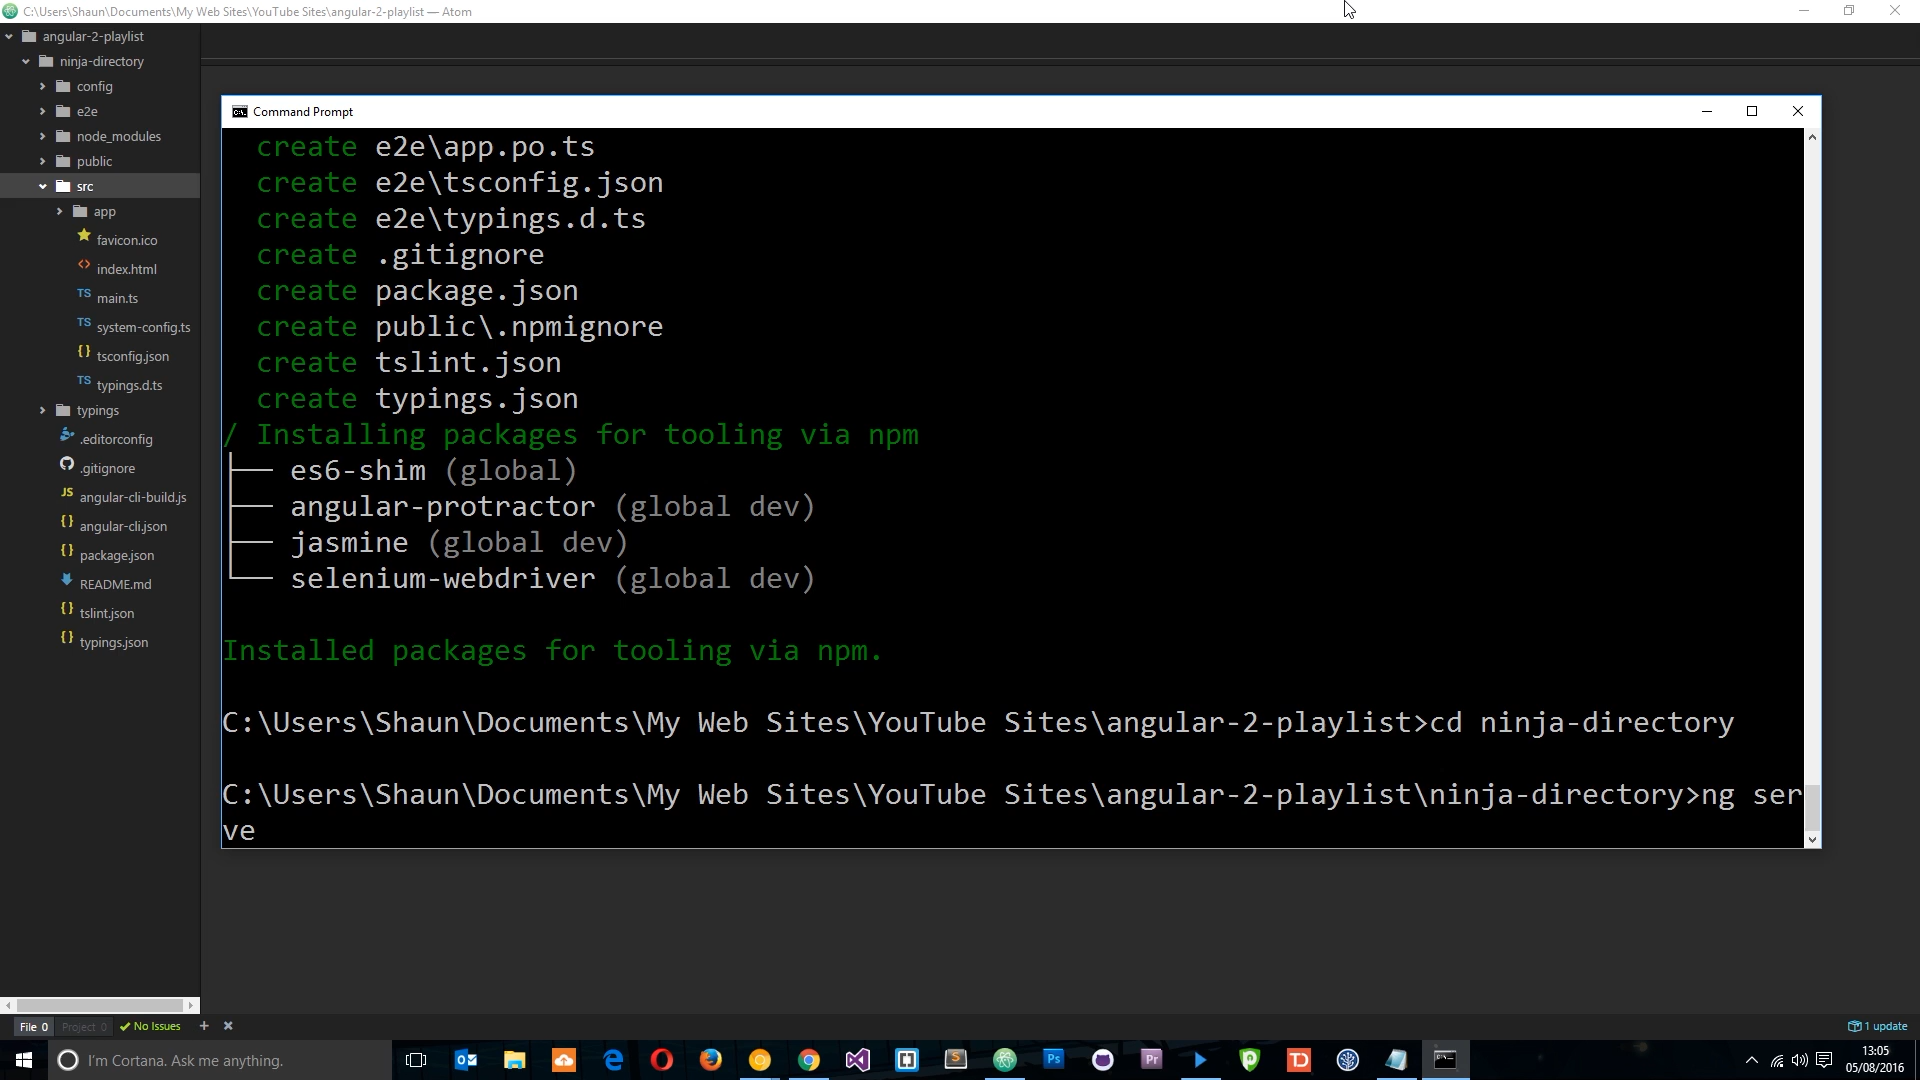 C:\Users\Shaun\Documents\My Web Sites\YouTube Sites\angular-2-playlist — Atom
angular-2-playlist
ninja-directory
config
e2e
node_modules
public
src
app
favicon.ico
<> index.html
TS main.ts
TS system-config.ts
{} tsconfig.json
TS typings.d.ts
typings
.editorconfig
.gitignore
JS angular-cli-build.js
{} angular-cli.json
{} package.json
README.md
{} tslint.json
{} typings.json
Command Prompt
create e2e\app.po.ts
create e2e\tsconfig.json
create e2e\typings.d.ts
create .gitignore
create package.json
create public\.npmignore
create tslint.json
create typings.json
/ Installing packages for tooling via npm
├── es6-shim (global)
├── angular-protractor (global dev)
├── jasmine (global dev)
└── selenium-webdriver (global dev)
Installed packages for tooling via npm.
C:\Users\Shaun\Documents\My Web Sites\YouTube Sites\angular-2-playlist>cd ninja-directory
C:\Users\Shaun\Documents\My Web Sites\YouTube Sites\angular-2-playlist\ninja-directory>ng ser
ve
File 0 Project 0 No Issues + 1 update
I'm Cortana. Ask me anything.
Ps
Pr
TD
13:05
05/08/2016